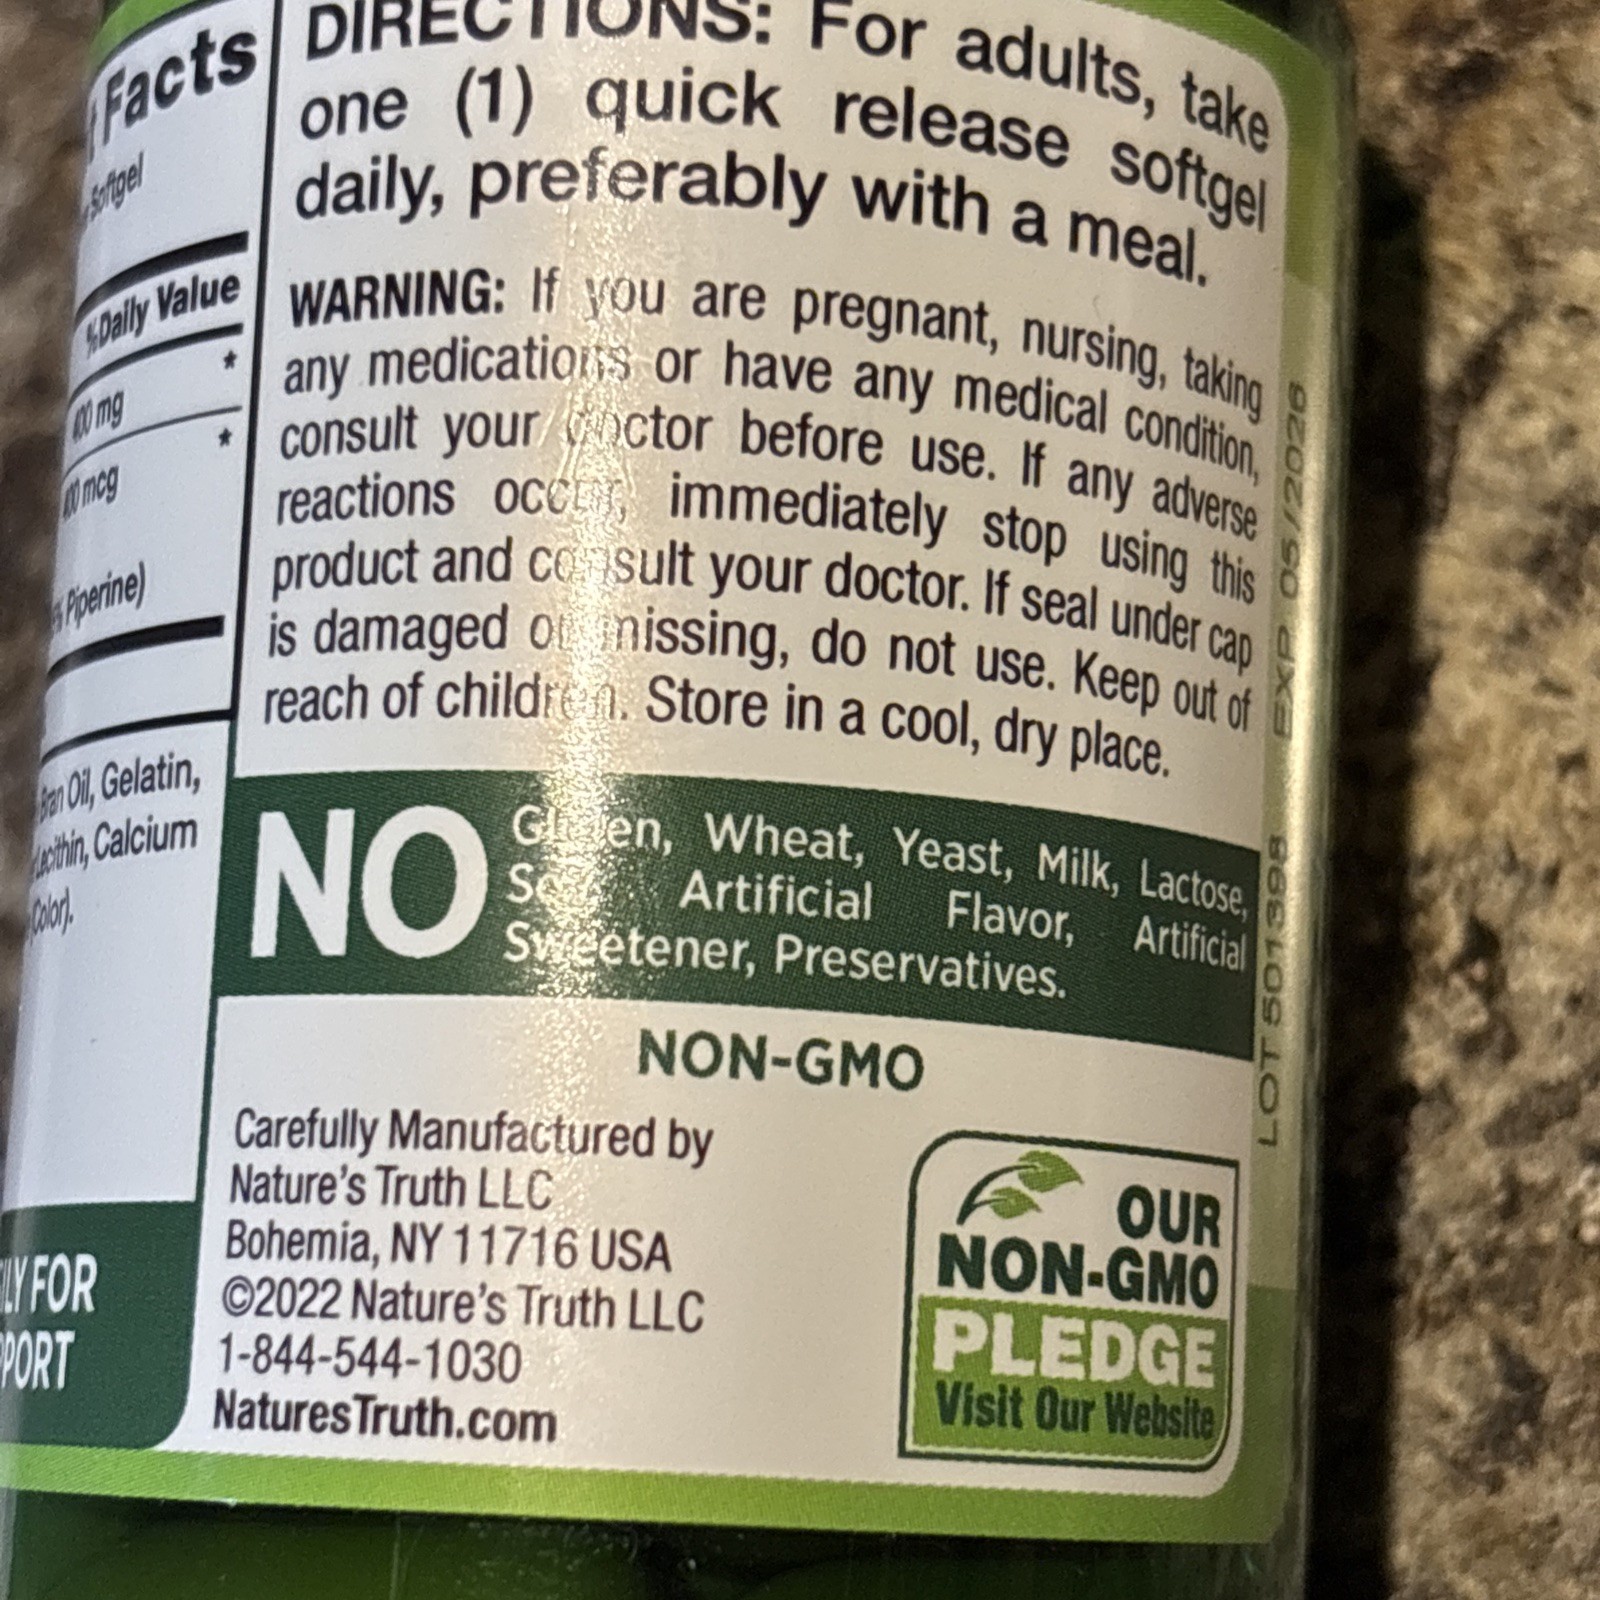 Facts
Softgel
%Daily Value
*
400 mg
*
mcg
Piperine)
Bran Oil, Gelatin,
Lecithin, Calcium
Color).
FOR
DIRECTIONS: For adults, take
one (1) quick release softgel
daily, preferably with a meal.
WARNING: If you are pregnant, nursing, taking
any medications or have any medical condition,
consult your doctor before use. If any adverse
reactions occur, immediately stop using this
product and consult your doctor. If seal under cap
is damaged or missing, do not use. Keep out of
reach of children. Store in a cool, dry place.
NO
Gluten, Wheat, Yeast, Milk, Lactose,
Artificial Flavor, Artificial
Sweetener, Preservatives.
NON-GMO
Carefully Manufactured by
Nature's Truth LLC
Bohemia, NY 11716 USA
©2022 Nature's Truth LLC
1-844-544-1030
NaturesTruth.com
OUR
NON-GMO
PLEDGE
Visit Our Website
LOT 501398 EXP 05/2026